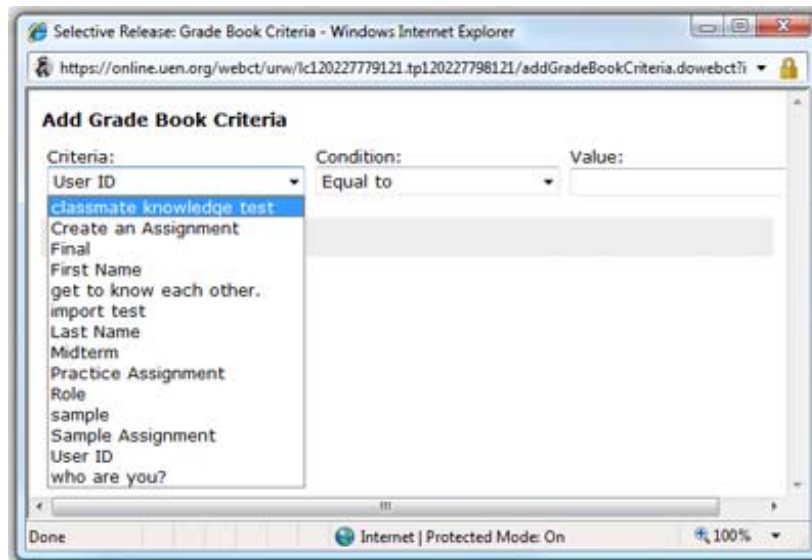 Selective Release: Grade Book Criteria - Windows Internet Explorer
https://online.uen.org/webct/urw/lc120227779121.tp120227798121/addGradeBookCriteria.dowebct?i
Add Grade Book Criteria
Criteria: Condition: Value:
User ID Equal to
classmate knowledge test
Create an Assignment
Final
First Name
get to know each other.
import test
Last Name
Midterm
Practice Assignment
Role
sample
Sample Assignment
User ID
who are you?
Done Internet | Protected Mode: On 100%